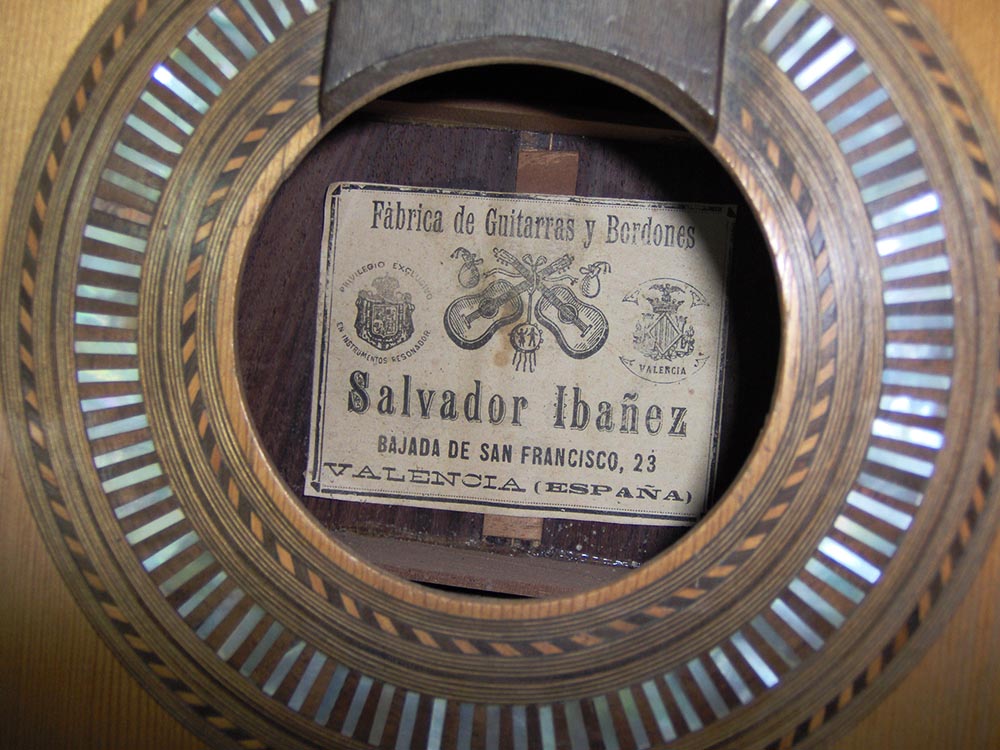 Fábrica de Guitarras y Bordones
PRIVILEGIO EXCLUSIVO
EN INSTRUMENTOS RESONADOR
VALENCIA
Salvador Ibañez
BAJADA DE SAN FRANCISCO, 23
VALENCIA (ESPAÑA)